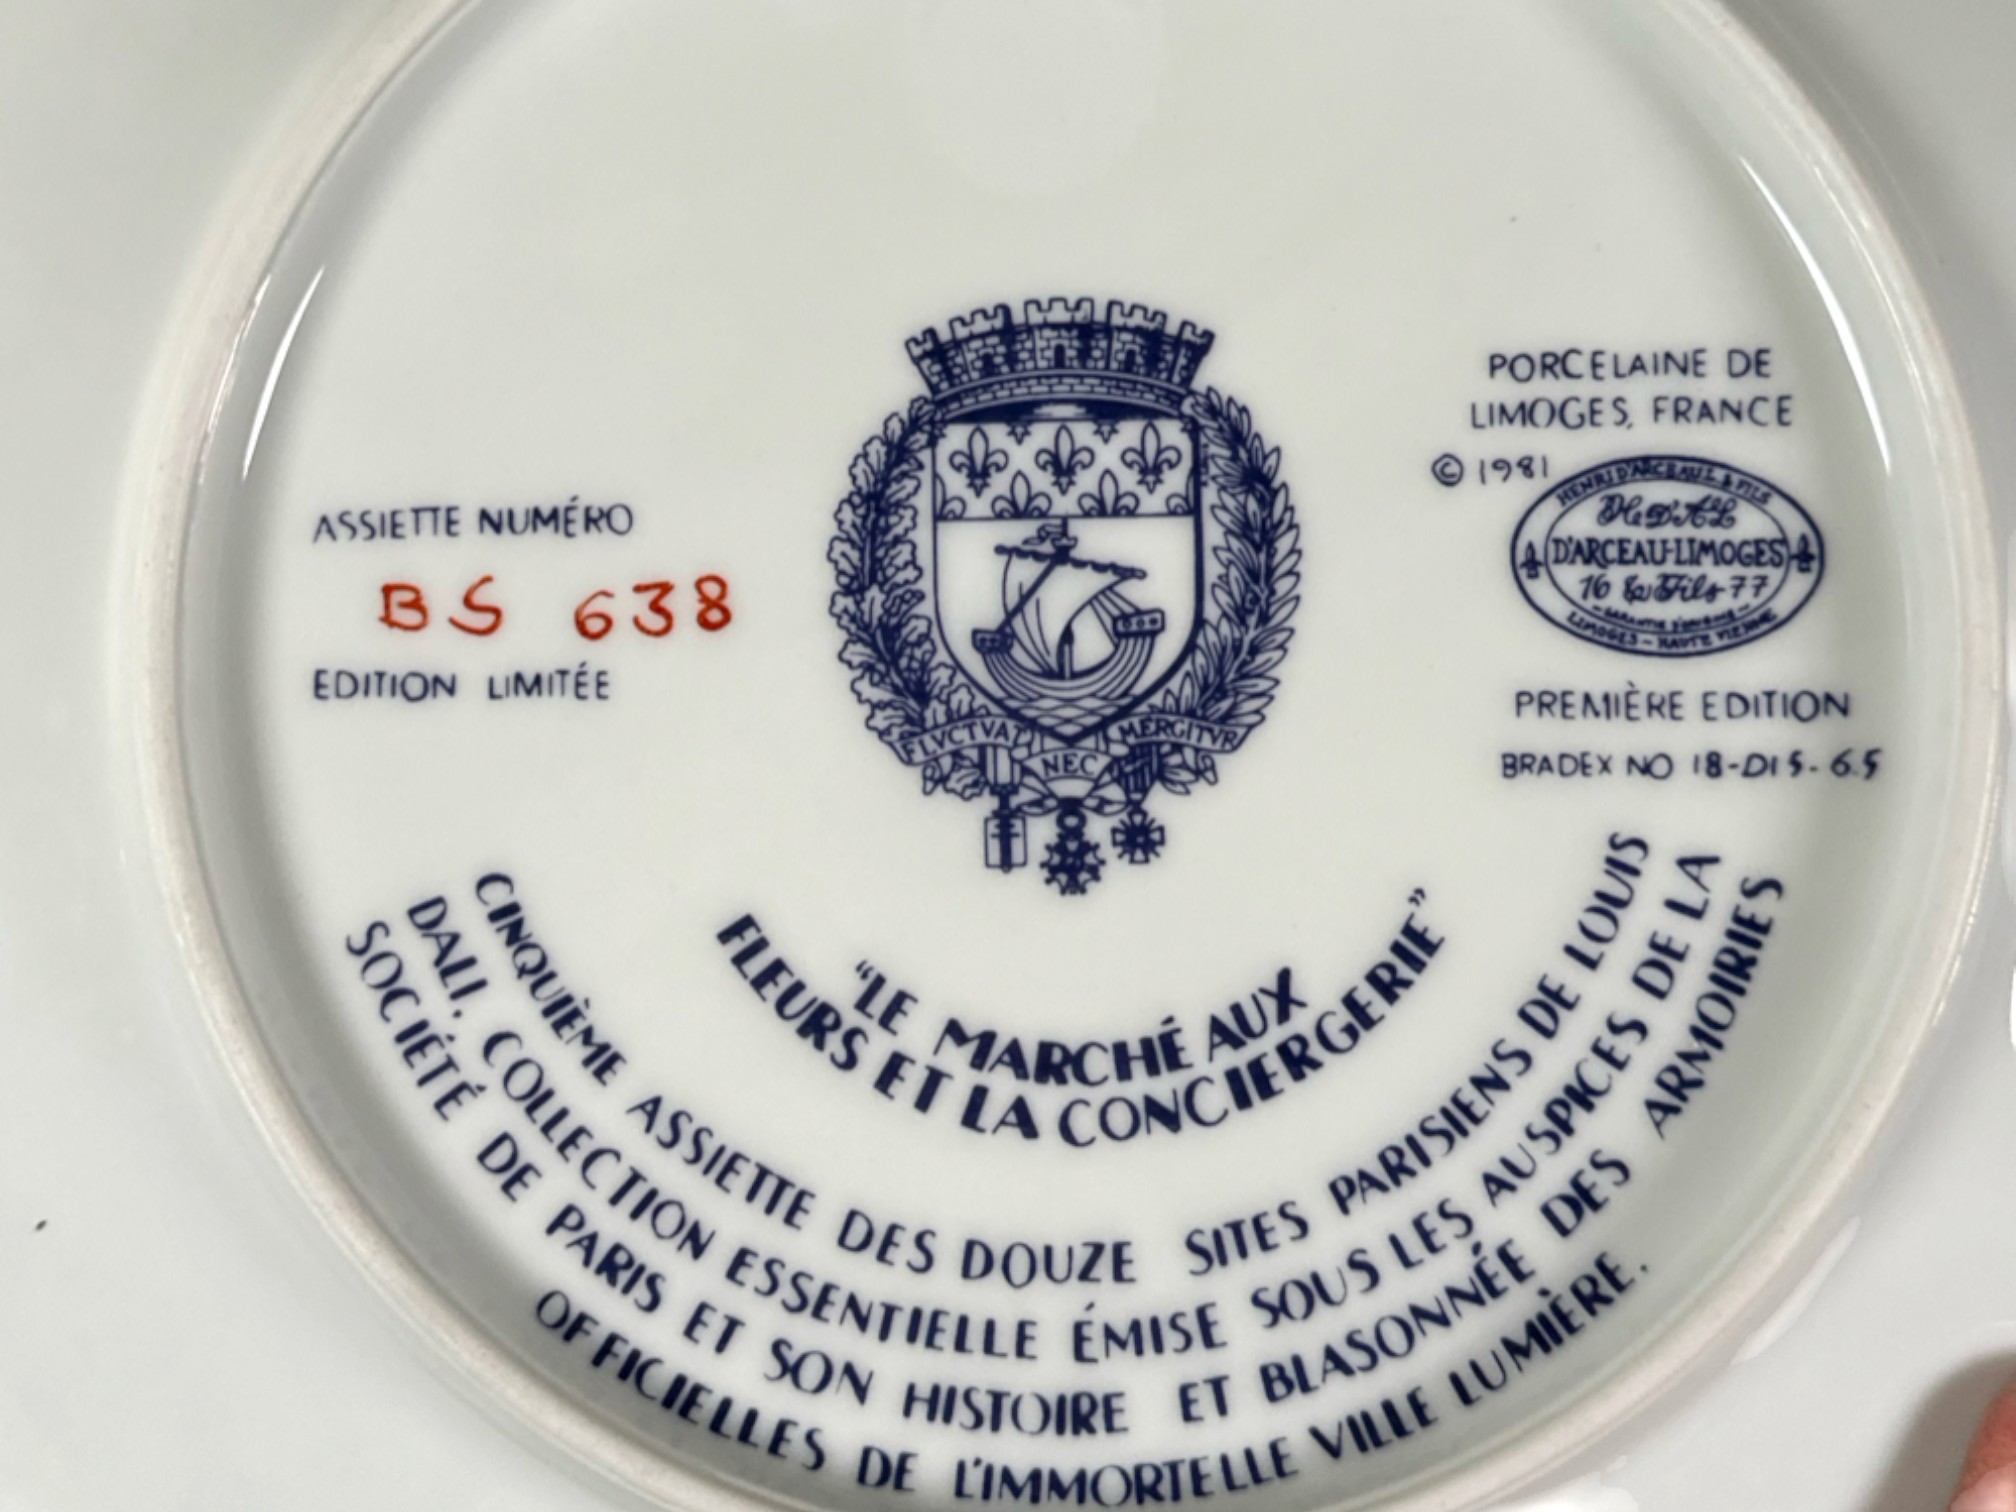 ASSIETTE NUMÉRO
BS 638
EDITION LIMITÉE
FLVCTVAT
NEC
MERGITVR
PORCELAINE DE
LIMOGES, FRANCE
© 1981
HENRI D'ARCEAU L. & FILS
H. D'A. L.
D'ARCEAU-LIMOGES
16 & Fils 77
LIMOGES - HAUTE VIENNE
PREMIÈRE EDITION
BRADEX NO 18-D15-6.5
"LE MARCHÉ AUX
FLEURS ET LA CONCIERGERIE"
CINQUIÈME ASSIETTE DES DOUZE SITES PARISIENS DE LOUIS
DALI, COLLECTION ESSENTIELLE ÉMISE SOUS LES AUSPICES DE LA
SOCIÉTÉ DE PARIS ET SON HISTOIRE ET BLASONNÉE DES ARMOIRIES
OFFICIELLES DE L'IMMORTELLE VILLE LUMIÈRE.